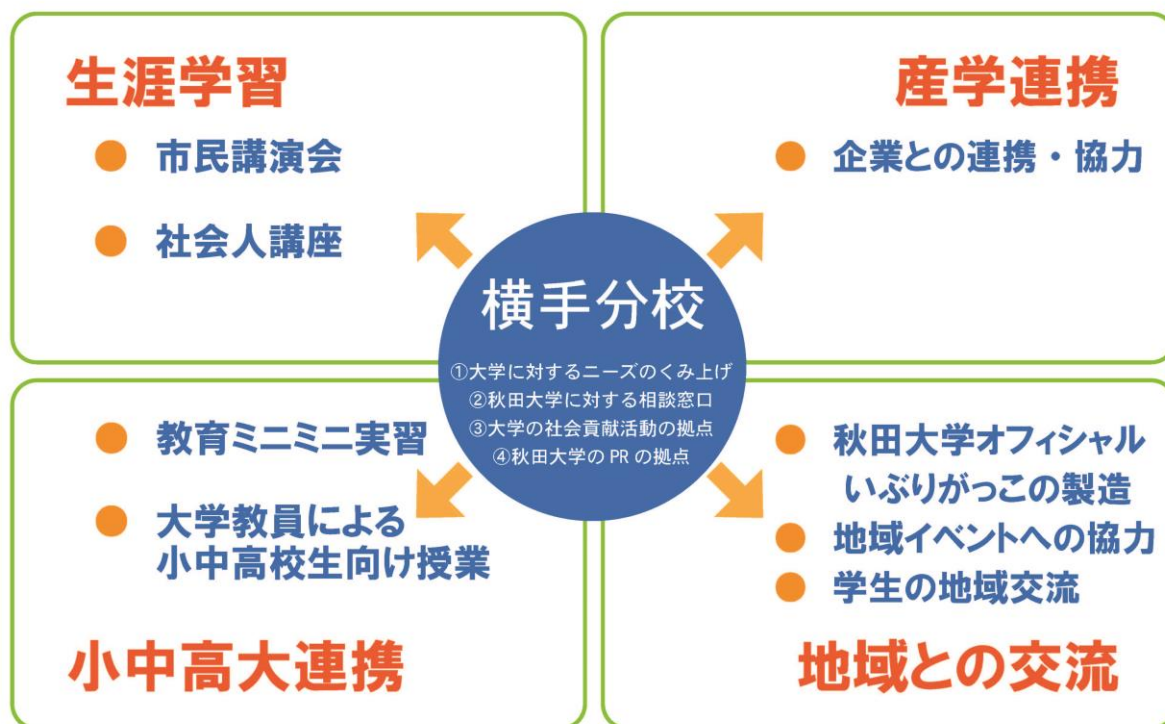 生涯学習
市民講演会
社会人講座
産学連携
企業との連携・協力
横手分校
①大学に対するニーズのくみ上げ
②秋田大学に対する相談窓口
③大学の社会貢献活動の拠点
④秋田大学のPRの拠点
教育ミニミニ実習
大学教員による
小中高校生向け授業
小中高大連携
秋田大学オフィシャル
いぶりがっこの製造
地域イベントへの協力
学生の地域交流
地域との交流